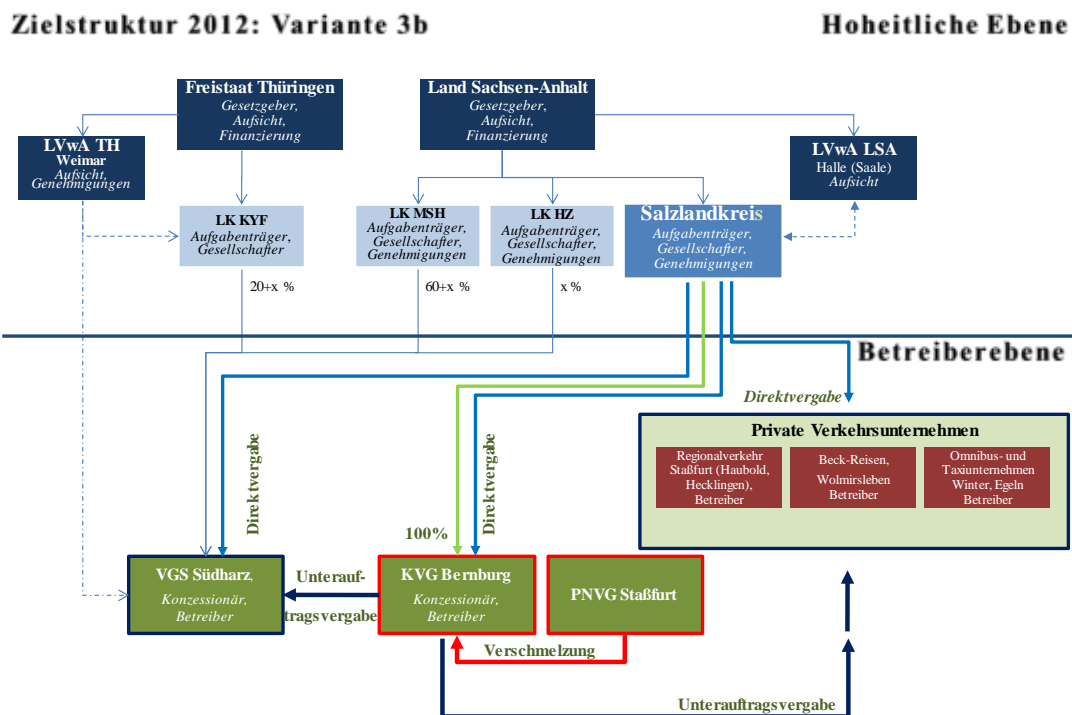 Zielstruktur 2012: Variante 3b
Hoheitliche Ebene
Freistaat Thüringen
Gesetzgeber,
Aufsicht,
Finanzierung
Land Sachsen-Anhalt
Gesetzgeber,
Aufsicht,
Finanzierung
LVwA TH
Weimar
Aufsicht,
Genehmigungen
LVwA LSA
Halle (Saale)
Aufsicht
LK KYF
Aufgabenträger,
Gesellschafter
LK MSH
Aufgabenträger,
Gesellschafter,
Genehmigungen
LK HZ
Aufgabenträger,
Gesellschafter,
Genehmigungen
Salzlandkreis
Aufgabenträger,
Gesellschafter,
Genehmigungen
20+x %
60+x %
x %
Betreiberebene
Direktvergabe
Direktvergabe
Direktvergabe
100%
Private Verkehrsunternehmen
Regionalverkehr
Staßfurt (Haubold,
Hecklingen),
Betreiber
Beck-Reisen,
Wolmirsleben
Betreiber
Omnibus- und
Taxiunternehmen
Winter, Egeln
Betreiber
VGS Südharz,
Konzessionär,
Betreiber
Unterauf-
tragsvergabe
KVG Bernburg
Konzessionär,
Betreiber
PNVG Staßfurt
Verschmelzung
Unterauftragsvergabe